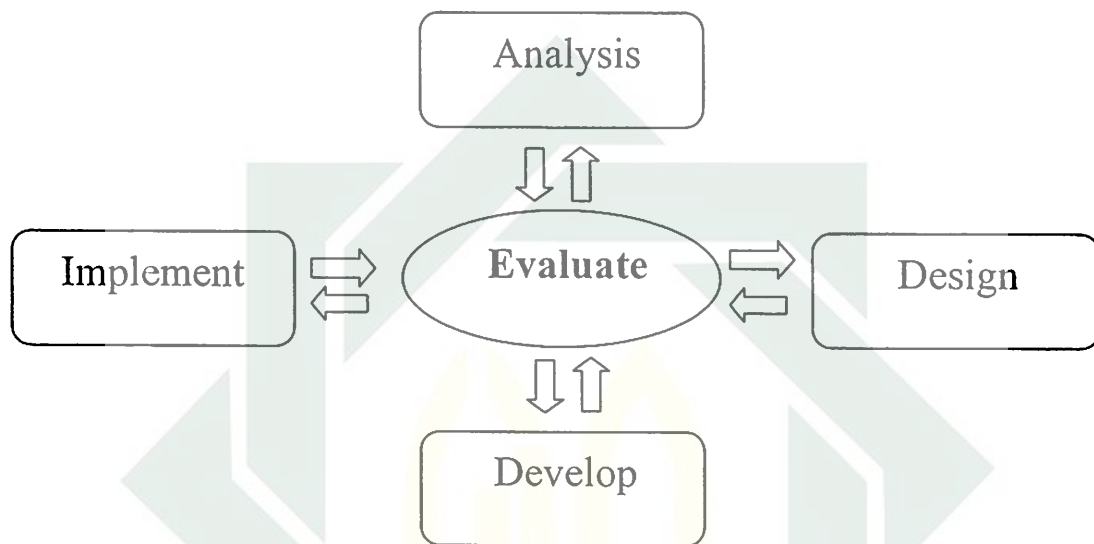 Analysis
Implement
Evaluate
Design
Develop